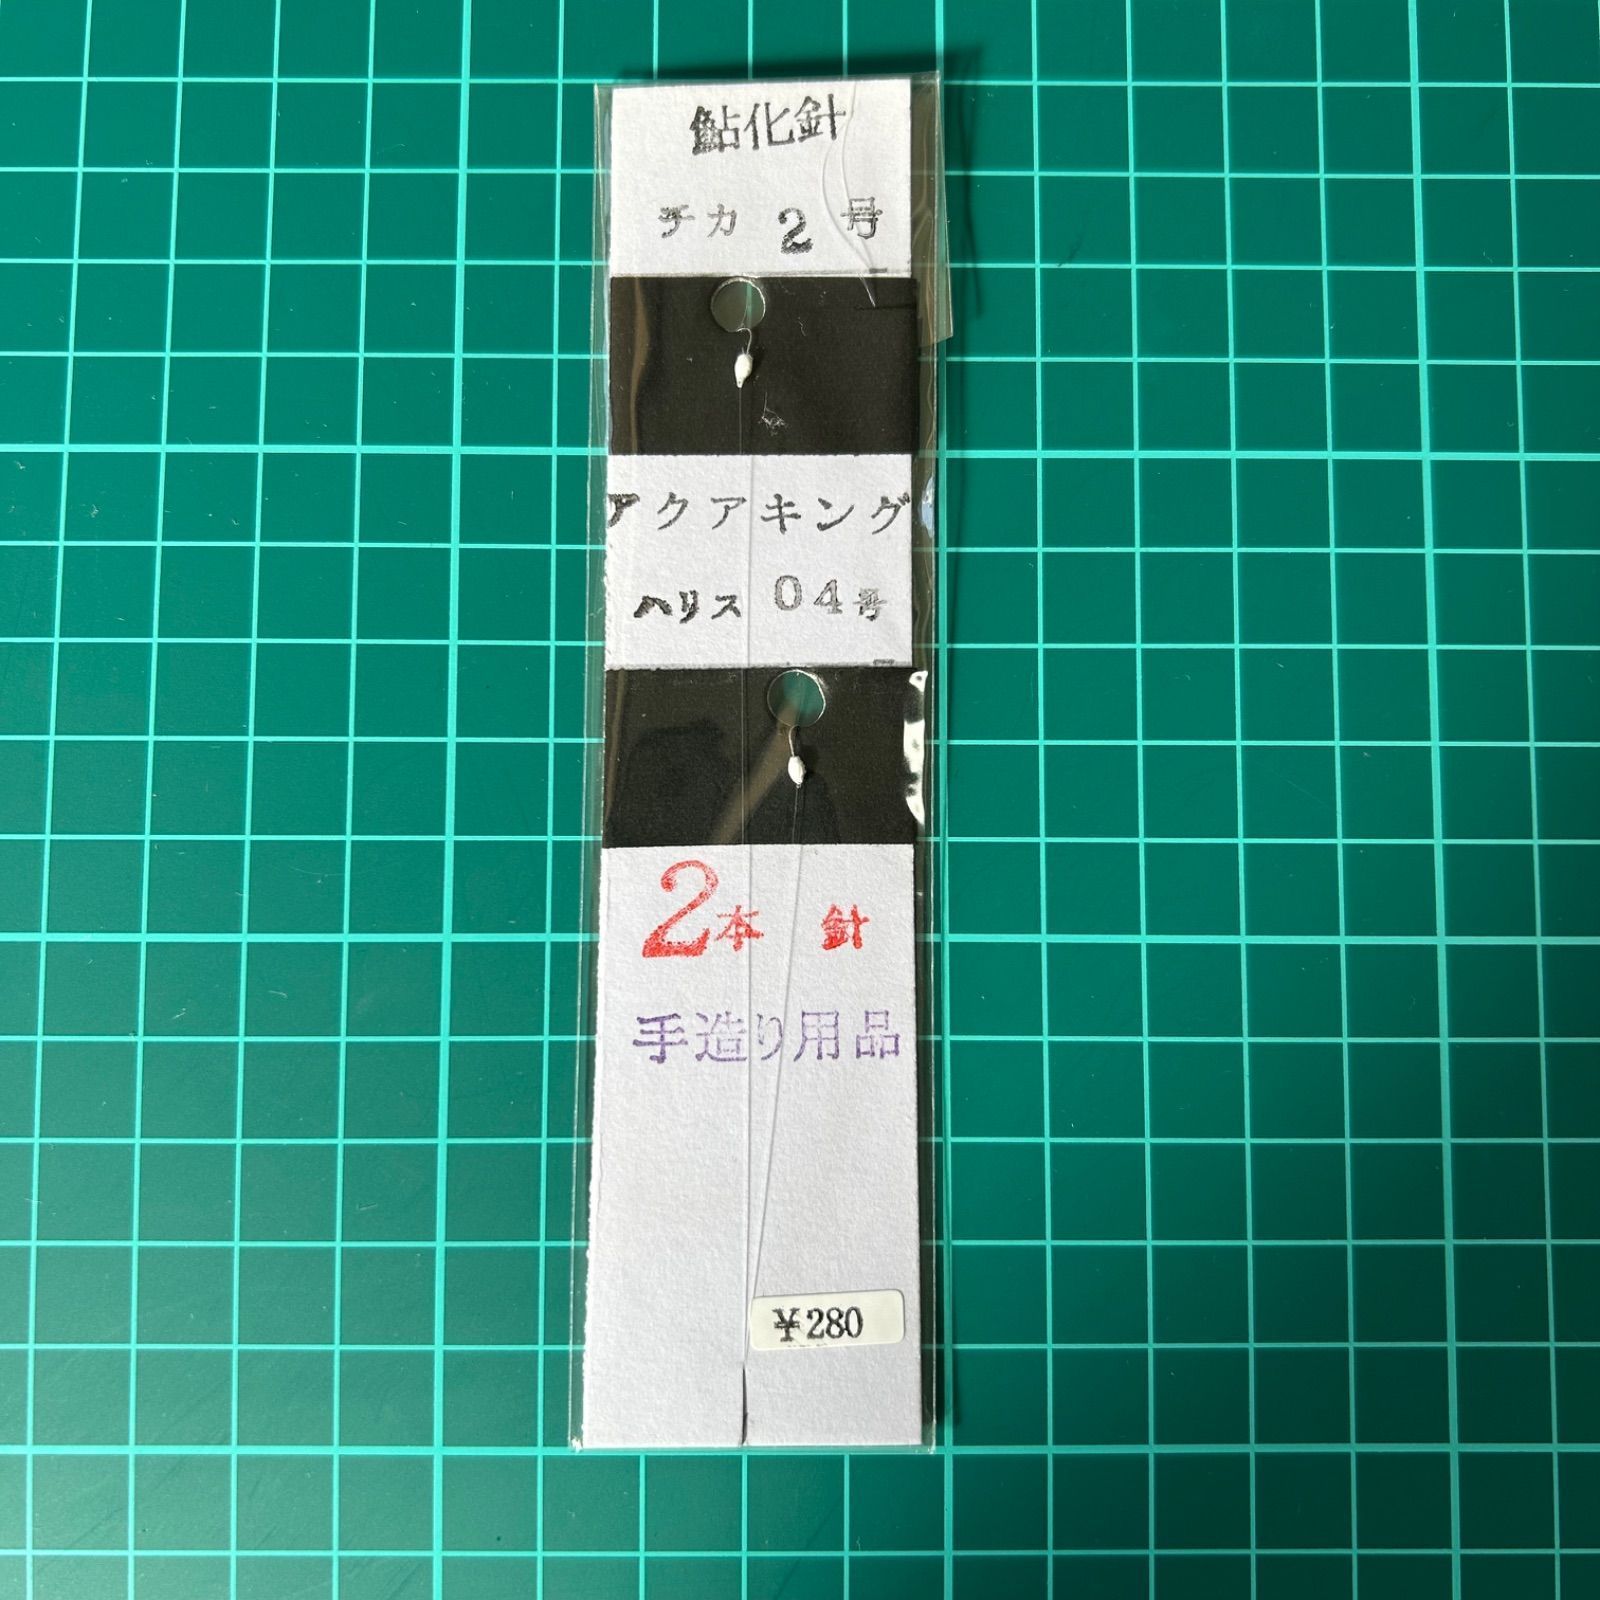 鮎化針
チカ 2 号
アクアキング
ハリス 04号
2本 針
手造り用品
¥280